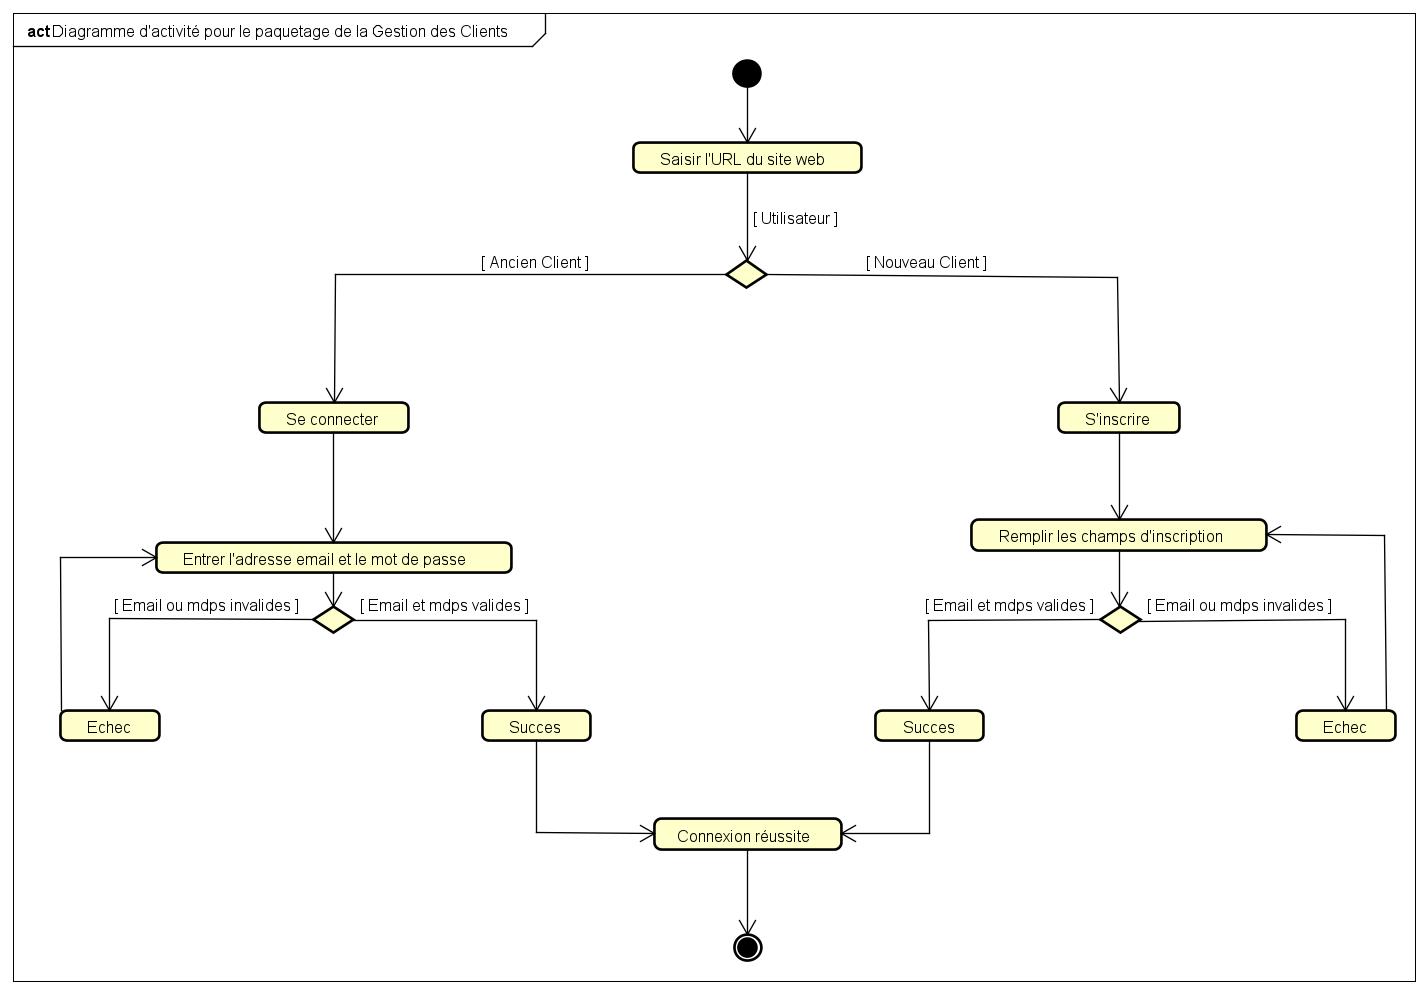 act Diagramme d'activité pour le paquetage de la Gestion des Clients
Saisir l'URL du site web
[ Utilisateur ]
[ Ancien Client ]
[ Nouveau Client ]
Se connecter
S'inscrire
Remplir les champs d'inscription
Entrer l'adresse email et le mot de passe
[ Email ou mdps invalides ]
[ Email et mdps valides ]
[ Email et mdps valides ]
[ Email ou mdps invalides ]
Echec
Succes
Succes
Echec
Connexion réussite